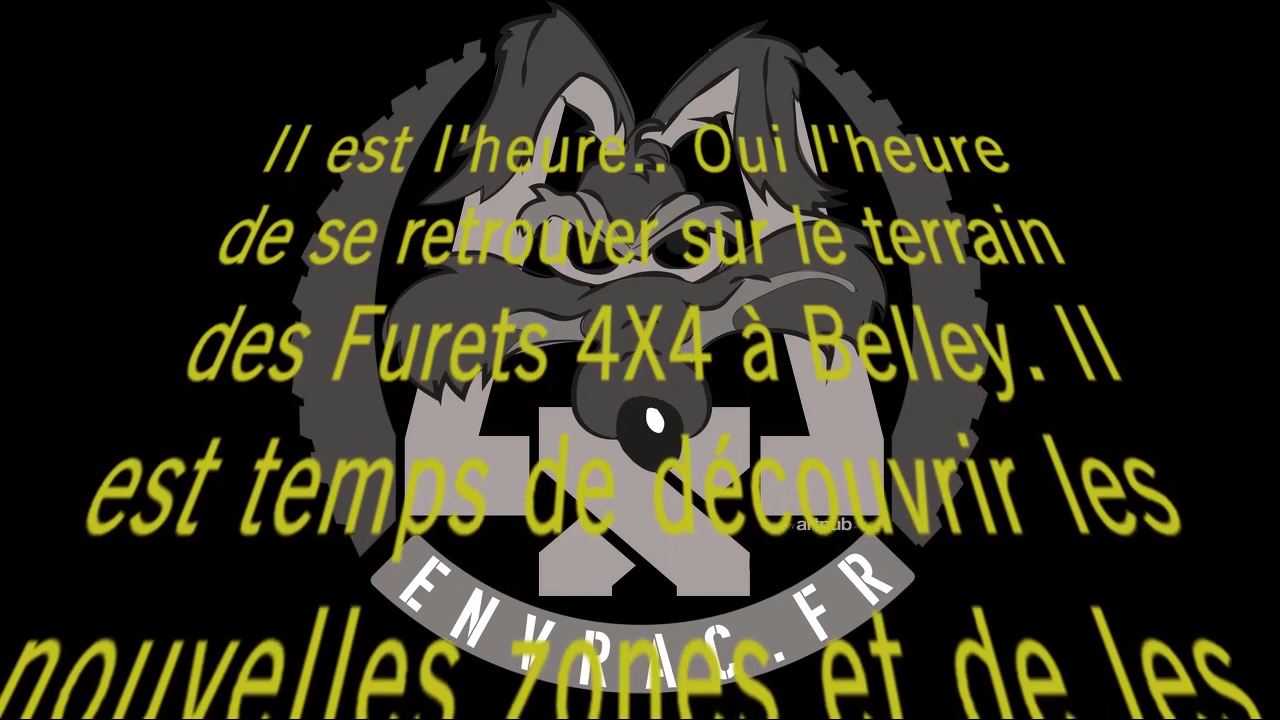 Il est l'heure.. Oui l'heure
de se retrouver sur le terrain
des Furets 4X4 à Belley. Il
est temps de découvrir les
artpub
ENVRAC.FR
nouvelles zones et de les